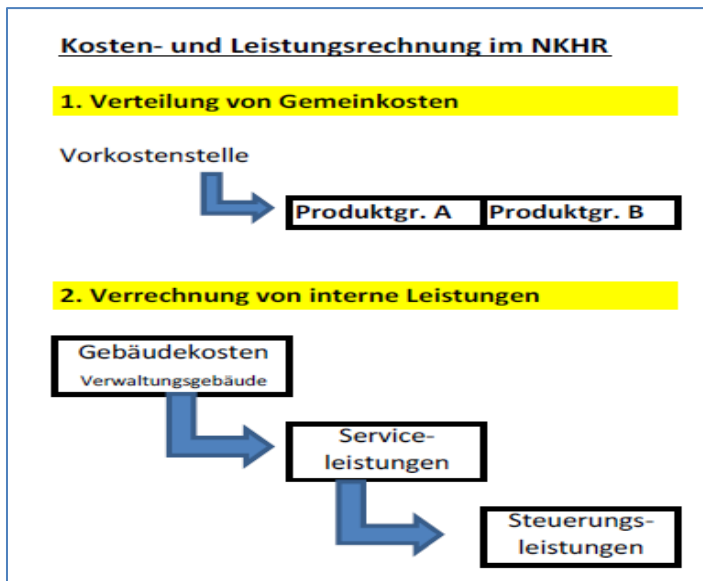 Kosten- und Leistungsrechnung im NKHR
1. Verteilung von Gemeinkosten
Vorkostenstelle
Produktgr. A Produktgr. B
2. Verrechnung von interne Leistungen
Gebäudekosten
Verwaltungsgebäude
Service-
leistungen
Steuerungs-
leistungen